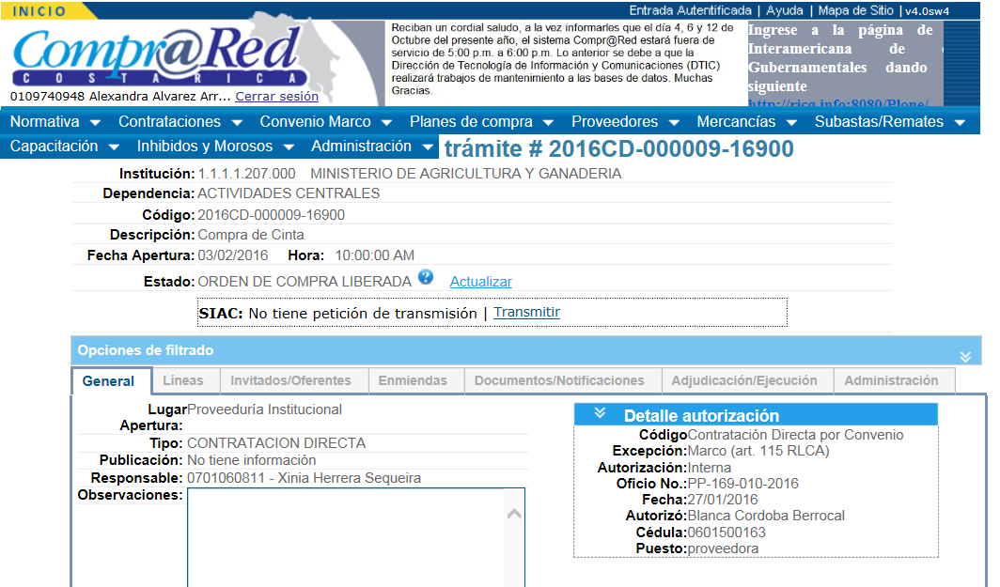 INICIO
Entrada Autentificada | Ayuda | Mapa de Sitio | v4.0sw4
Compr@Red
COSTARICA
0109740948 Alexandra Alvarez Arr... Cerrar sesión
Reciban un cordial saludo, a la vez informarles que el día 4, 6 y 12 de
Octubre del presente año, el sistema Compr@Red estará fuera de
servicio de 5:00 p.m. a 6:00 p.m. Lo anterior se debe a que la
Dirección de Tecnología de Información y Comunicaciones (DTIC)
realizará trabajos de mantenimiento a las bases de datos. Muchas
Gracias.
Ingrese a la página de
Interamericana de
Gubernamentales dando
siguiente
http://ricg.info:8080/Plone/
Normativa Contrataciones Convenio Marco Planes de compra Proveedores Mercancías Subastas/Remates
Capacitación Inhibidos y Morosos Administración trámite # 2016CD-000009-16900
Institución: 1.1.1.1.207.000 MINISTERIO DE AGRICULTURA Y GANADERIA
Dependencia: ACTIVIDADES CENTRALES
Código: 2016CD-000009-16900
Descripción: Compra de Cinta
Fecha Apertura: 03/02/2016 Hora: 10:00:00 AM
Estado: ORDEN DE COMPRA LIBERADA ? Actualizar
SIAC: No tiene petición de transmisión | Transmitir
Opciones de filtrado
General Líneas Invitados/Oferentes Enmiendas Documentos/Notificaciones Adjudicación/Ejecución Administración
Lugar Proveeduría Institucional
Apertura:
Tipo: CONTRATACION DIRECTA
Publicación: No tiene información
Responsable: 0701060811 - Xinia Herrera Sequeira
Observaciones:
Detalle autorización
Código Contratación Directa por Convenio
Excepción: Marco (art. 115 RLCA)
Autorización: Interna
Oficio No.: PP-169-010-2016
Fecha: 27/01/2016
Autorizó: Blanca Cordoba Berrocal
Cédula: 0601500163
Puesto: proveedora